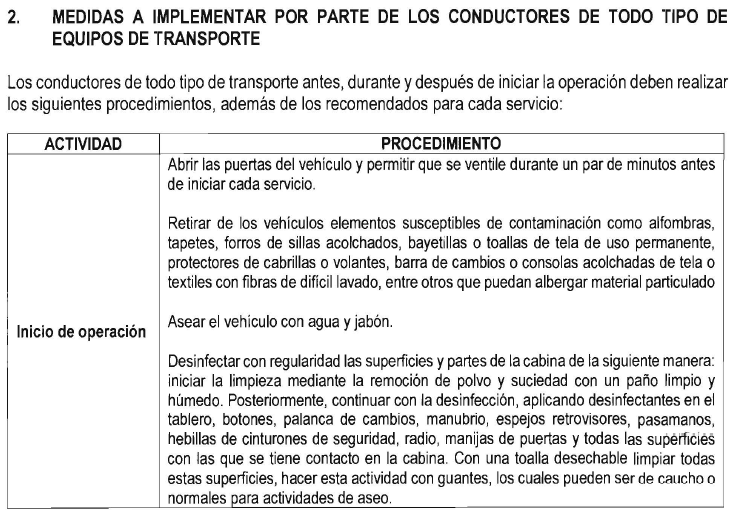 2. MEDIDAS A IMPLEMENTAR POR PARTE DE LOS CONDUCTORES DE TODO TIPO DE
EQUIPOS DE TRANSPORTE
Los conductores de todo tipo de transporte antes, durante y después de iniciar la operación deben realizar
los siguientes procedimientos, además de los recomendados para cada servicio:
ACTIVIDAD
PROCEDIMIENTO
Inicio de operación
Abrir las puertas del vehículo y permitir que se ventile durante un par de minutos antes
de iniciar cada servicio.
Retirar de los vehículos elementos susceptibles de contaminación como alfombras,
tapetes, forros de sillas acolchados, bayetillas o toallas de tela de uso permanente,
protectores de cabrillas o volantes, barra de cambios o consolas acolchadas de tela o
textiles con fibras de difícil lavado, entre otros que puedan albergar material particulado
Asear el vehículo con agua y jabón.
Desinfectar con regularidad las superficies y partes de la cabina de la siguiente manera:
iniciar la limpieza mediante la remoción de polvo y suciedad con un paño limpio y
húmedo. Posteriormente, continuar con la desinfección, aplicando desinfectantes en el
tablero, botones, palanca de cambios, manubrio, espejos retrovisores, pasamanos,
hebillas de cinturones de seguridad, radio, manijas de puertas y todas las superficies
con las que se tiene contacto en la cabina. Con una toalla desechable limpiar todas
estas superficies, hacer esta actividad con guantes, los cuales pueden ser de caucho o
normales para actividades de aseo.